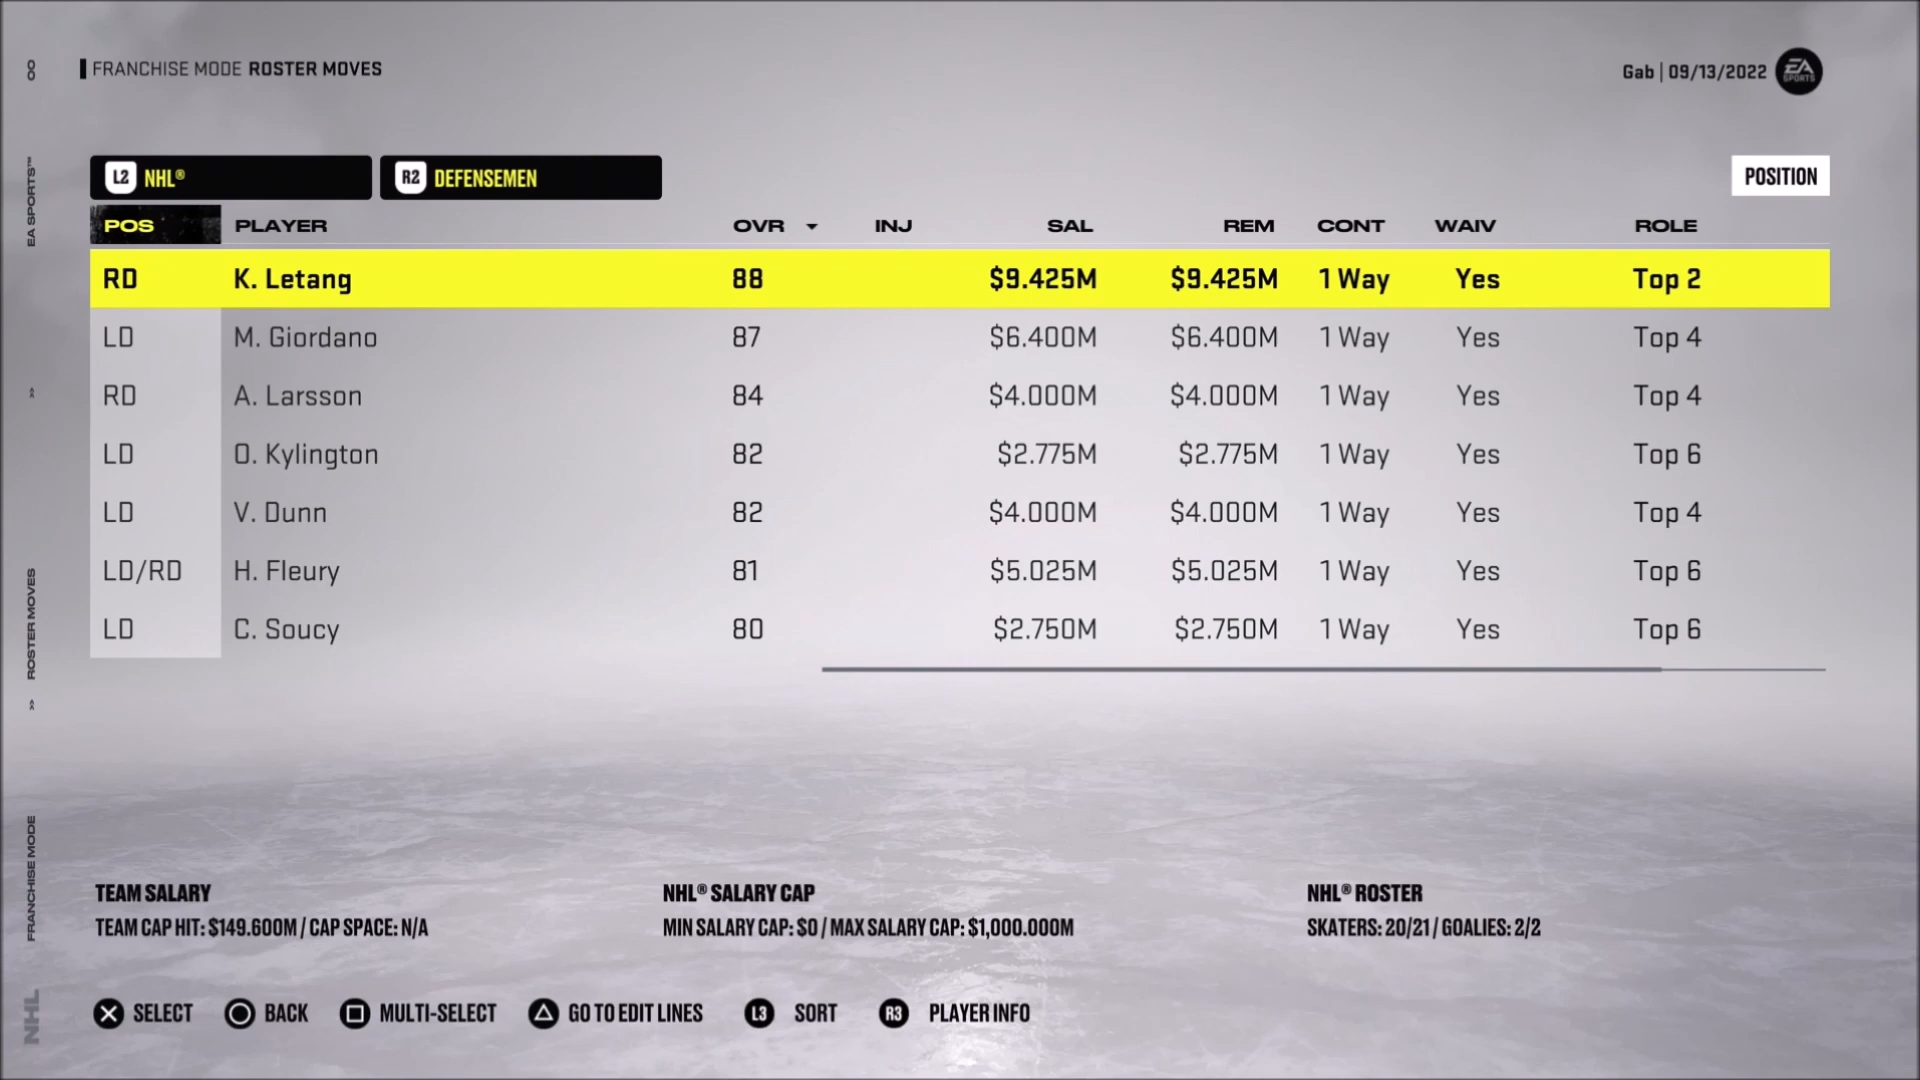 FRANCHISE MODE ROSTER MOVES
Gab | 09/13/2022
EA SPORTS
L2 NHL®
R2 DEFENSEMEN
POSITION
POS PLAYER OVR INJ SAL REM CONT WAIV ROLE
RD K. Letang 88 $9.425M $9.425M 1 Way Yes Top 2
LD M. Giordano 87 $6.400M $6.400M 1 Way Yes Top 4
RD A. Larsson 84 $4.000M $4.000M 1 Way Yes Top 4
LD O. Kylington 82 $2.775M $2.775M 1 Way Yes Top 6
LD V. Dunn 82 $4.000M $4.000M 1 Way Yes Top 4
LD/RD H. Fleury 81 $5.025M $5.025M 1 Way Yes Top 6
LD C. Soucy 80 $2.750M $2.750M 1 Way Yes Top 6
TEAM SALARY
TEAM CAP HIT: $149.600M / CAP SPACE: N/A
NHL® SALARY CAP
MIN SALARY CAP: $0 / MAX SALARY CAP: $1,000.000M
NHL® ROSTER
SKATERS: 20/21 / GOALIES: 2/2
SELECT BACK MULTI-SELECT GO TO EDIT LINES L3 SORT R3 PLAYER INFO
NHL FRANCHISE MODE >> ROSTER MOVES >> EA SPORTS™